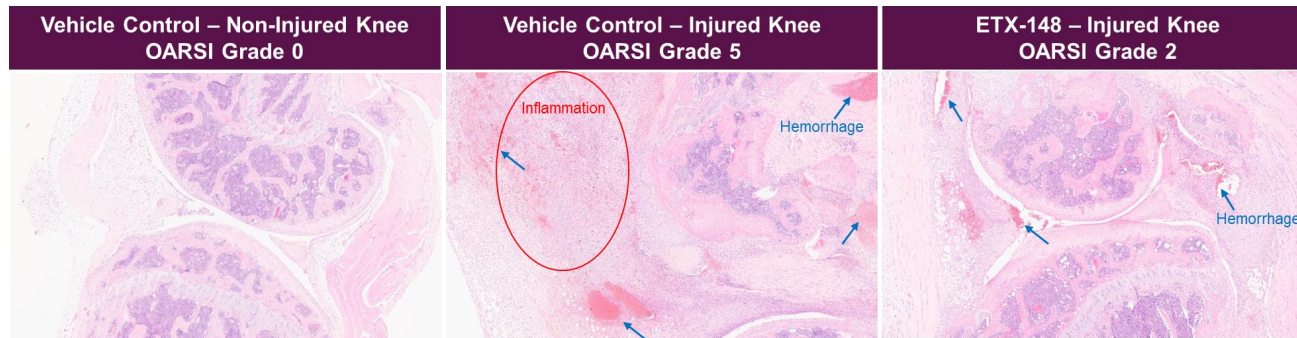 Vehicle Control – Non-Injured Knee
OARSI Grade 0
Vehicle Control – Injured Knee
OARSI Grade 5
ETX-148 – Injured Knee
OARSI Grade 2
Inflammation
Hemorrhage
Hemorrhage